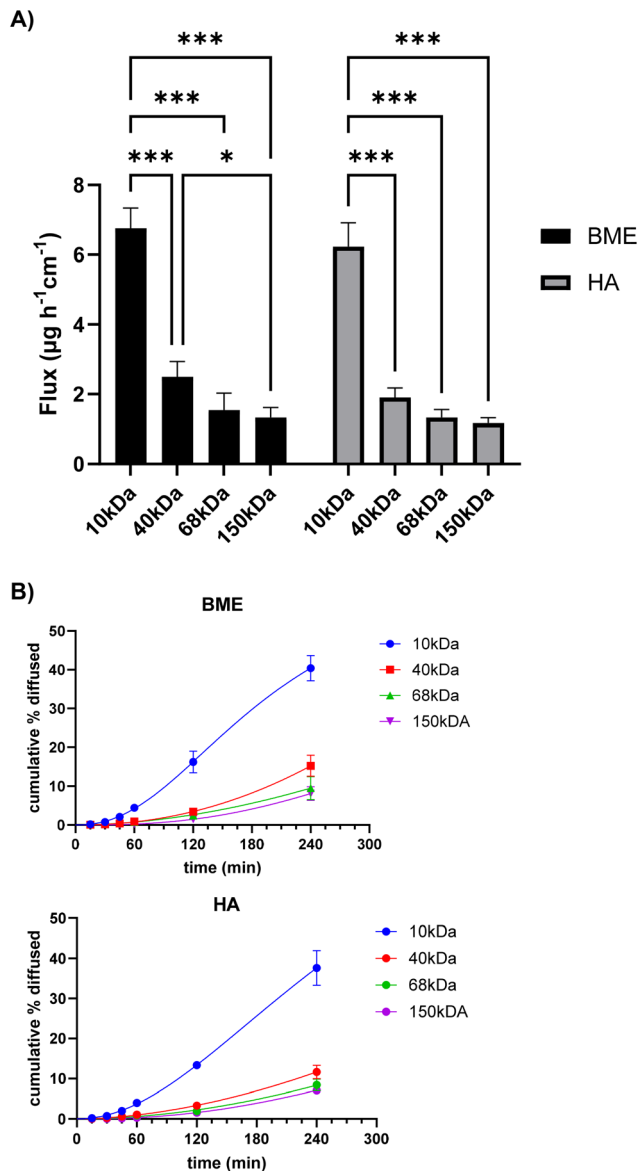 A)
***
***
***
***
***
*
***
8
6
4
2
0
Flux (µg h⁻¹cm⁻¹)
BME
HA
10kDa
40kDa
68kDa
150kDa
10kDa
40kDa
68kDa
150kDa
B)
BME
50
40
30
20
10
0
cumulative % diffused
0 60 120 180 240 300
time (min)
10kDa
40kDa
68kDa
150kDA
HA
50
40
30
20
10
0
cumulative % diffused
0 60 120 180 240 300
time (min)
10kDa
40kDa
68kDa
150kDA